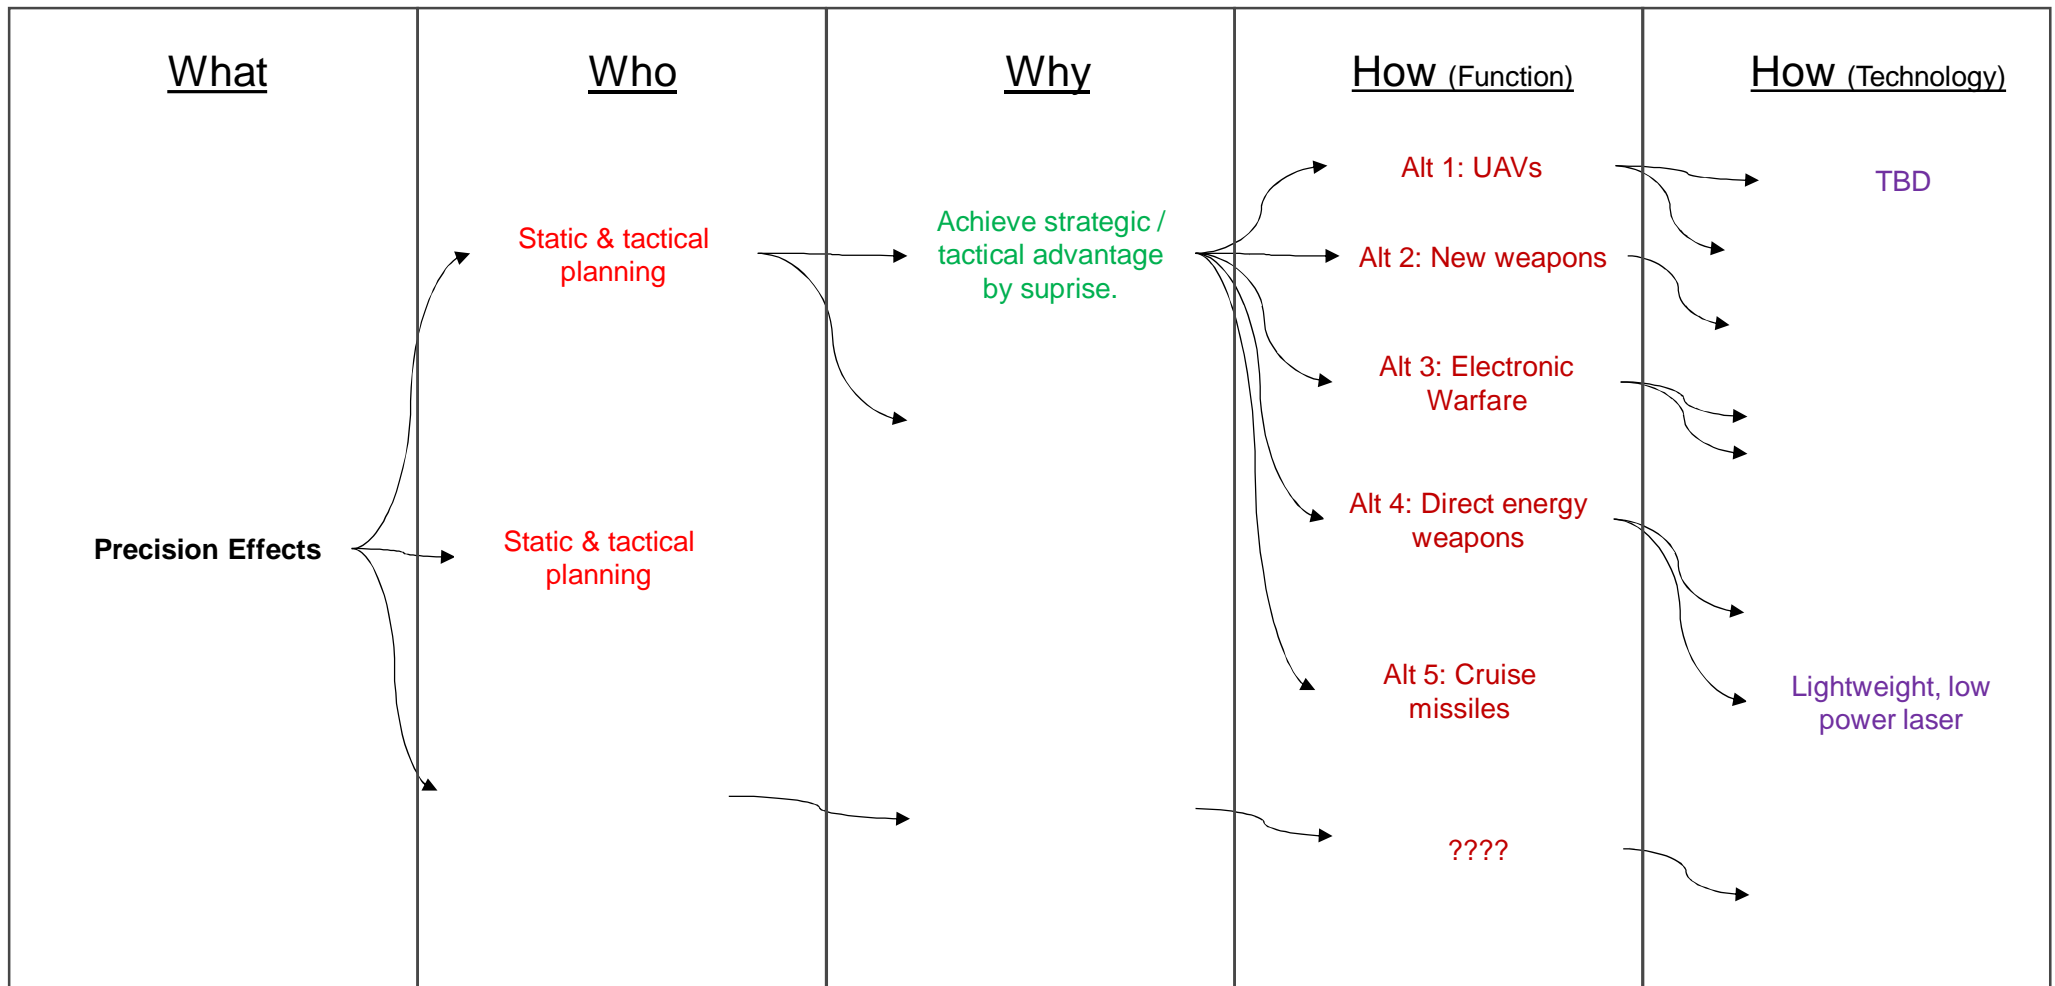 What
Who
Why
How (Function)
How (Technology)
Precision Effects
Static & tactical
planning
Static & tactical
planning
Achieve strategic /
tactical advantage
by suprise.
Alt 1: UAVs
Alt 2: New weapons
Alt 3: Electronic
Warfare
Alt 4: Direct energy
weapons
Alt 5: Cruise
missiles
????
TBD
Lightweight, low
power laser